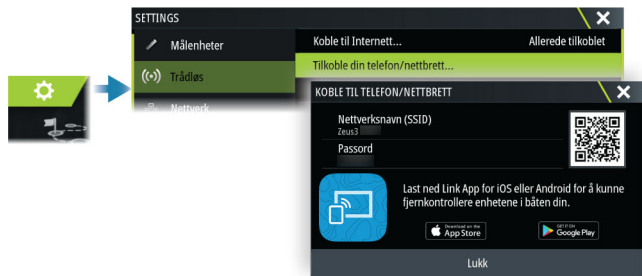 SETTINGS
Målenheter
Koble til Internett...
Allerede tilkoblet
Trådløs
Tilkoble din telefon/nettbrett...
Nettverk
KOBLE TIL TELEFON/NETTBRETT
Nettverksnavn (SSID)
Zeus3
Passord
Last ned Link App for iOS eller Android for å kunne
fjernkontrollere enhetene i båten din.
Download on the
App Store
GET IT ON
Google Play
Lukk